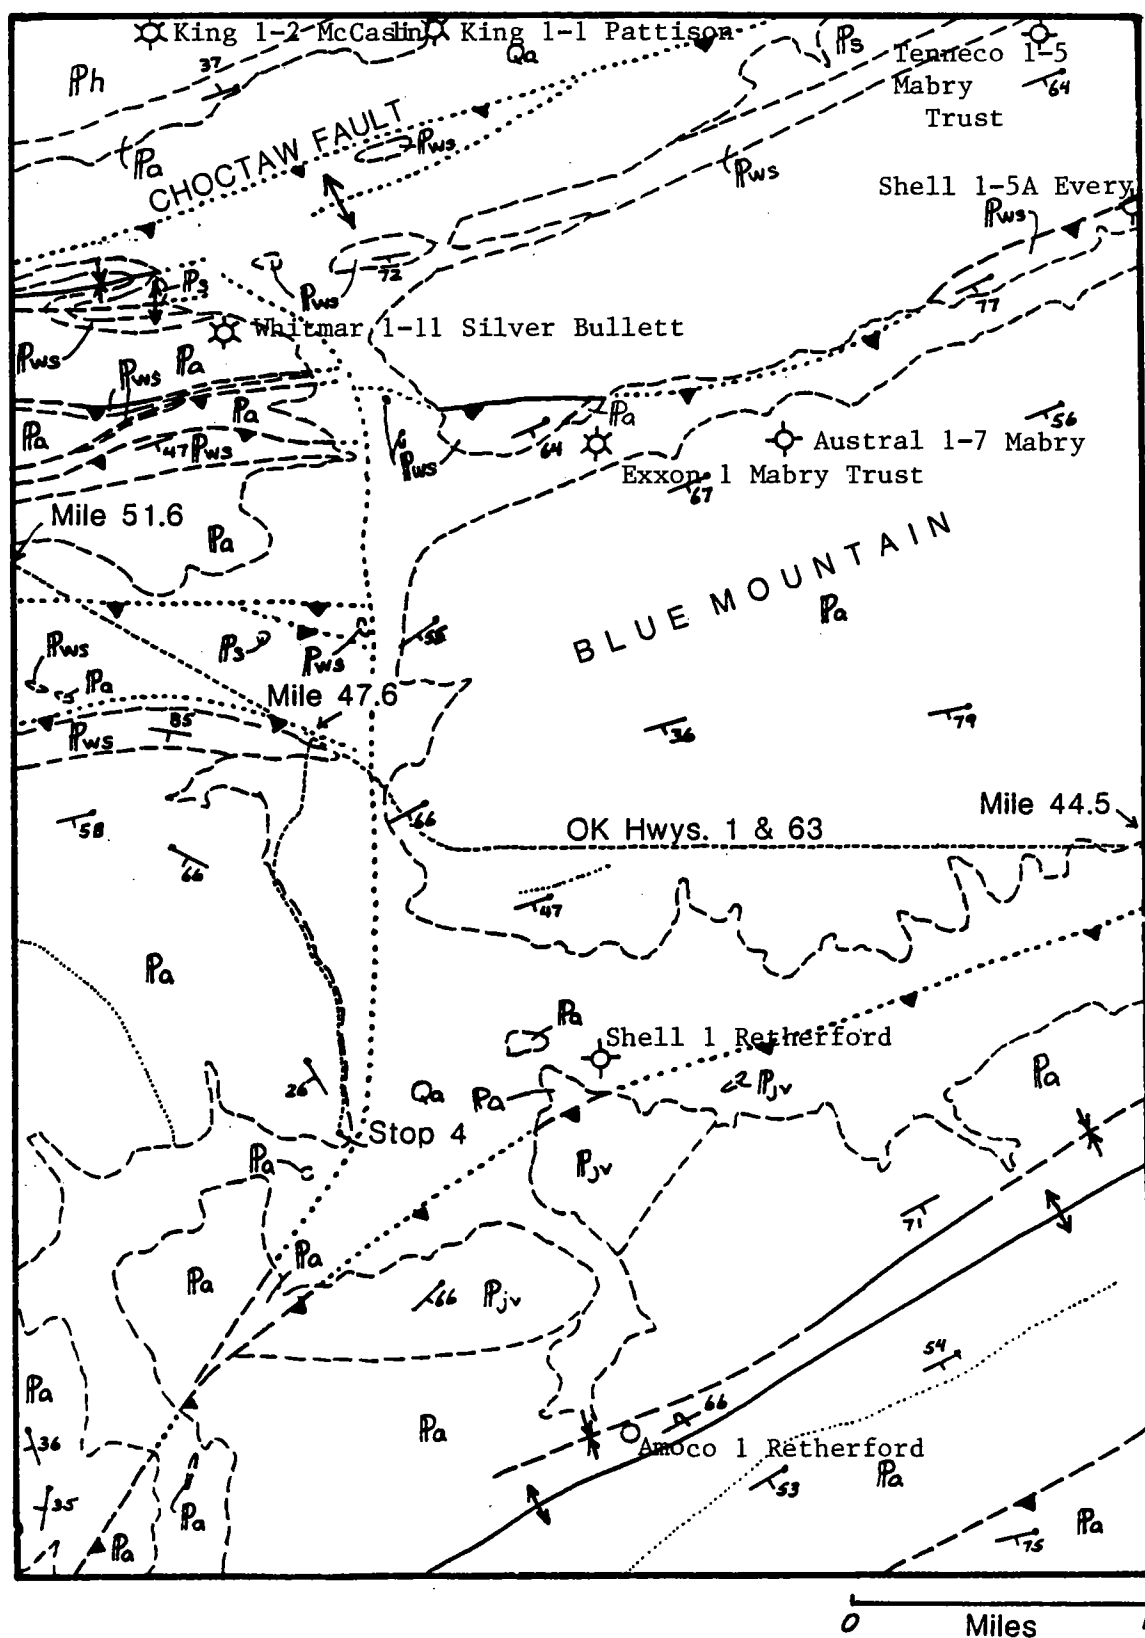 King 1-2 McCaslin
King 1-1 Pattison
Qa
Ps
Tenneco 1-5
Mabry
Trust
64
Ph
37
Pa
CHOCTAW FAULT
Pws
Pws
Shell 1-5A Every
Pws
72
Ps
Pws
77
Whitmar 1-11 Silver Bullett
Pws
Pws
Pa
Pa
Pa
Pa
47
Pws
Pws
64
56
Austral 1-7 Mabry
Exxon 1 Mabry Trust
67
Mile 51.6
Pa
BLUE MOUNTAIN
Pa
Pws
Ps
Pws
55
Pa
Mile 47.6
85
Pws
36
79
58
66
66
OK Hwys. 1 & 63
Mile 44.5
47
Pa
Pa
Shell 1 Retherford
26
Qa
Pa
Pjv
Pa
Stop 4
Pa
Pjv
71
Pa
Pa
66
Pjv
54
Pa
36
Pa
66
Amoco 1 Retherford
53
Pa
35
Pa
Pa
75
Pa
0
Miles